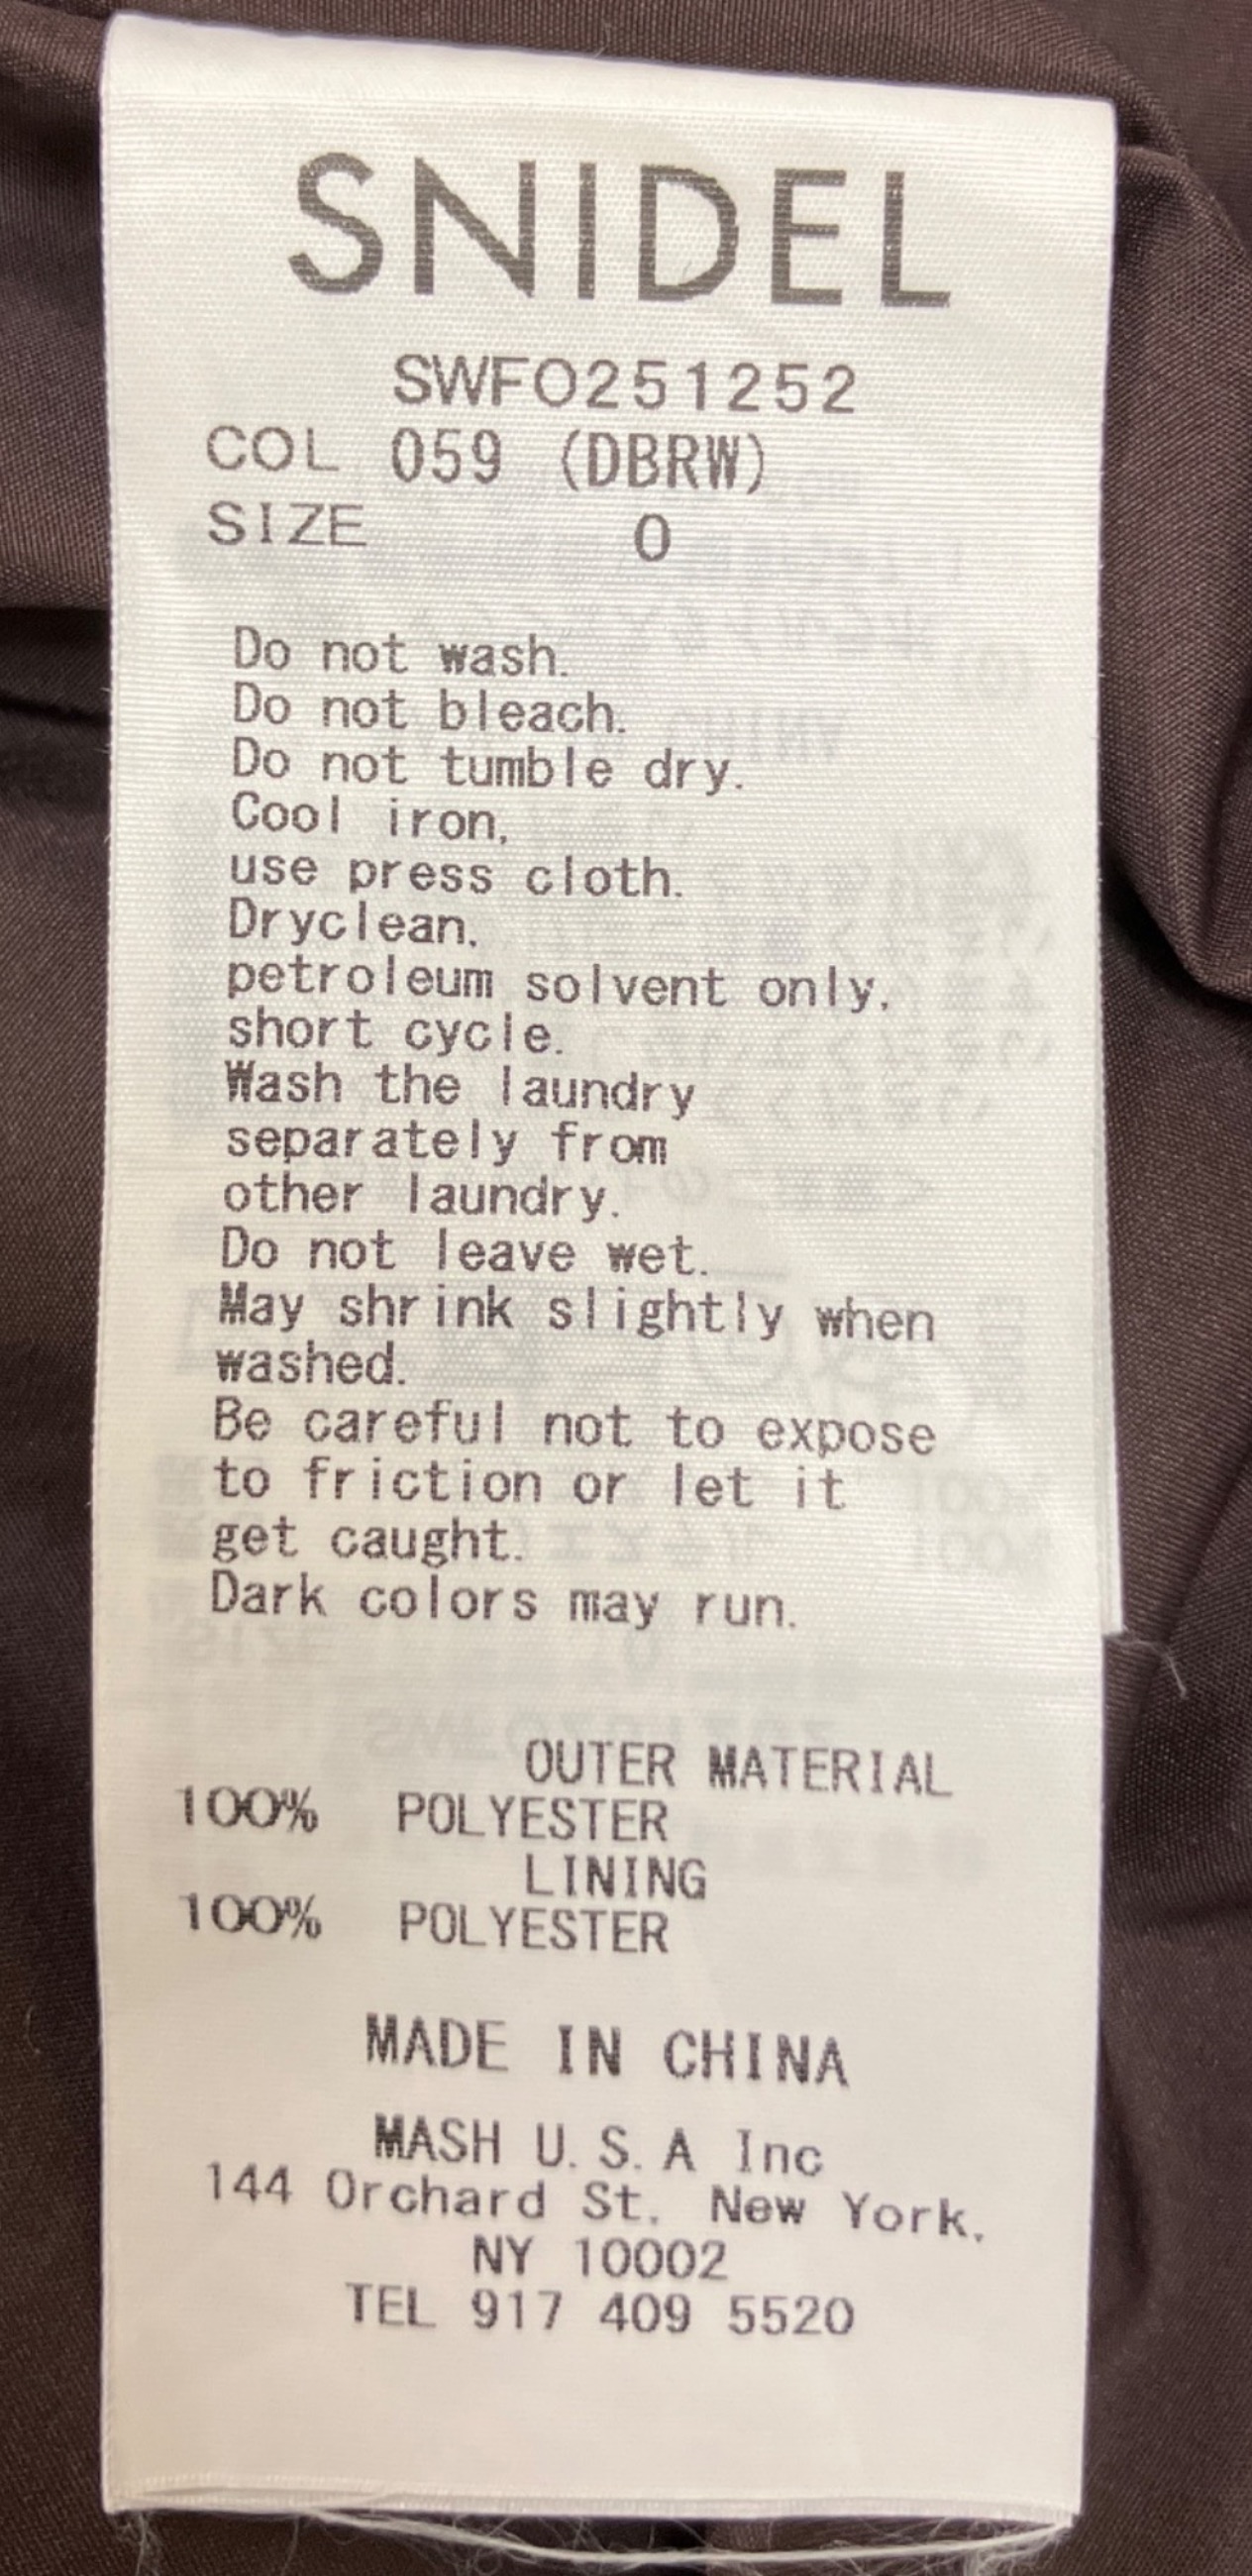 SNIDEL
SWFO251252
COL 059 (DBRW)
SIZE 0
Do not wash.
Do not bleach.
Do not tumble dry.
Cool iron,
use press cloth.
Dryclean,
petroleum solvent only,
short cycle.
Wash the laundry
separately from
other laundry.
Do not leave wet.
May shrink slightly when
washed.
Be careful not to expose
to friction or let it
get caught.
Dark colors may run.
OUTER MATERIAL
100% POLYESTER
LINING
100% POLYESTER
MADE IN CHINA
MASH U.S.A Inc
144 Orchard St. New York,
NY 10002
TEL 917 409 5520